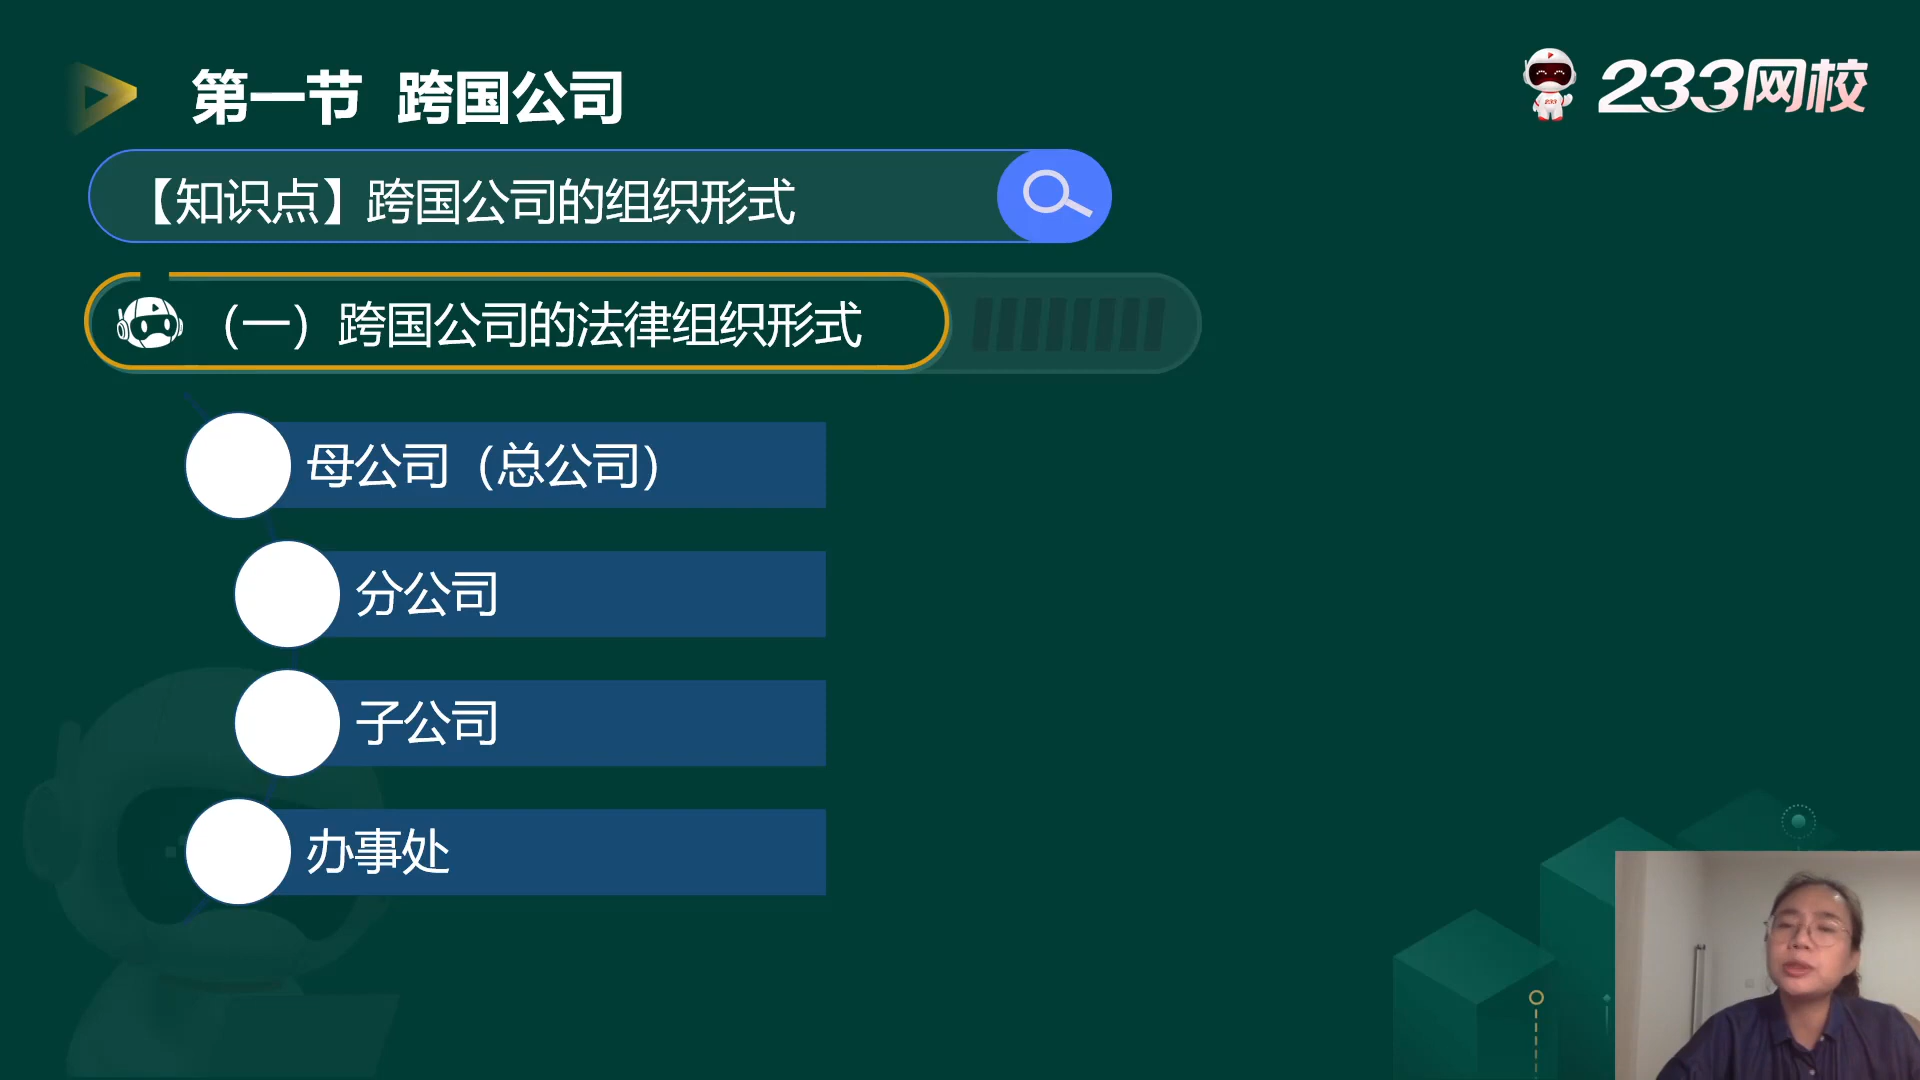 第一节 跨国公司
233网校
【知识点】跨国公司的组织形式
（一）跨国公司的法律组织形式
母公司（总公司）
分公司
子公司
办事处